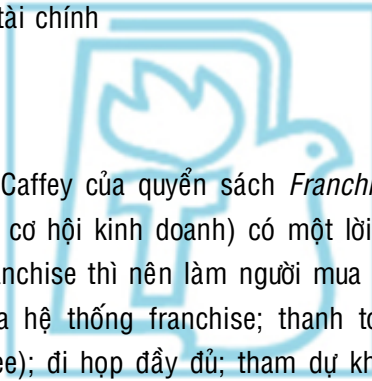 tài chính
Caffey của quyển sách Franchi
cơ hội kinh doanh) có một lời
anchise thì nên làm người mua
a hệ thống franchise; thanh to
ee); đi họp đầy đủ; tham dự kh